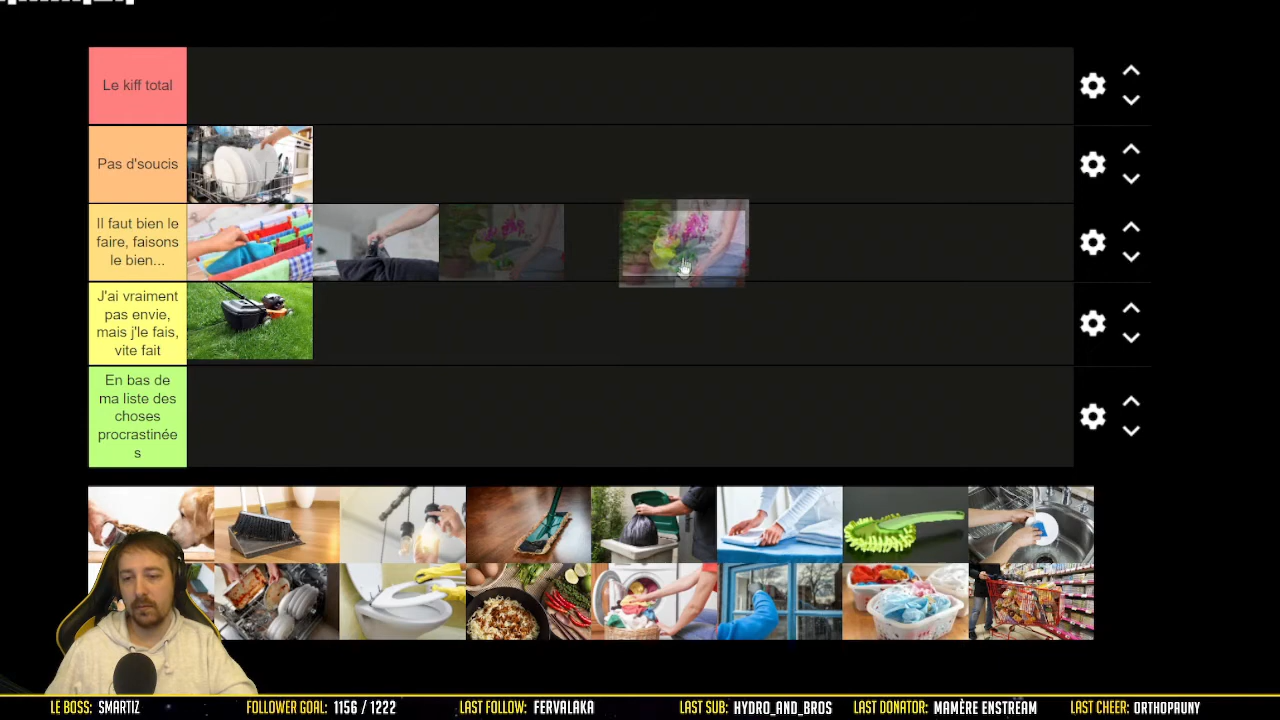 Le kiff total
Pas d'soucis
Il faut bien le
faire, faisons
le bien...
J'ai vraiment
pas envie,
mais j'le fais,
vite fait
En bas de
ma liste des
choses
procrastinée
s
LE BOSS: SMARTIZ
FOLLOWER GOAL: 1156 / 1222
LAST FOLLOW: FERVALAKA
LAST SUB: HYDRO_AND_BROS
LAST DONATOR: MAMÈRE ENSTREAM
LAST CHEER: ORTHOPAUNY